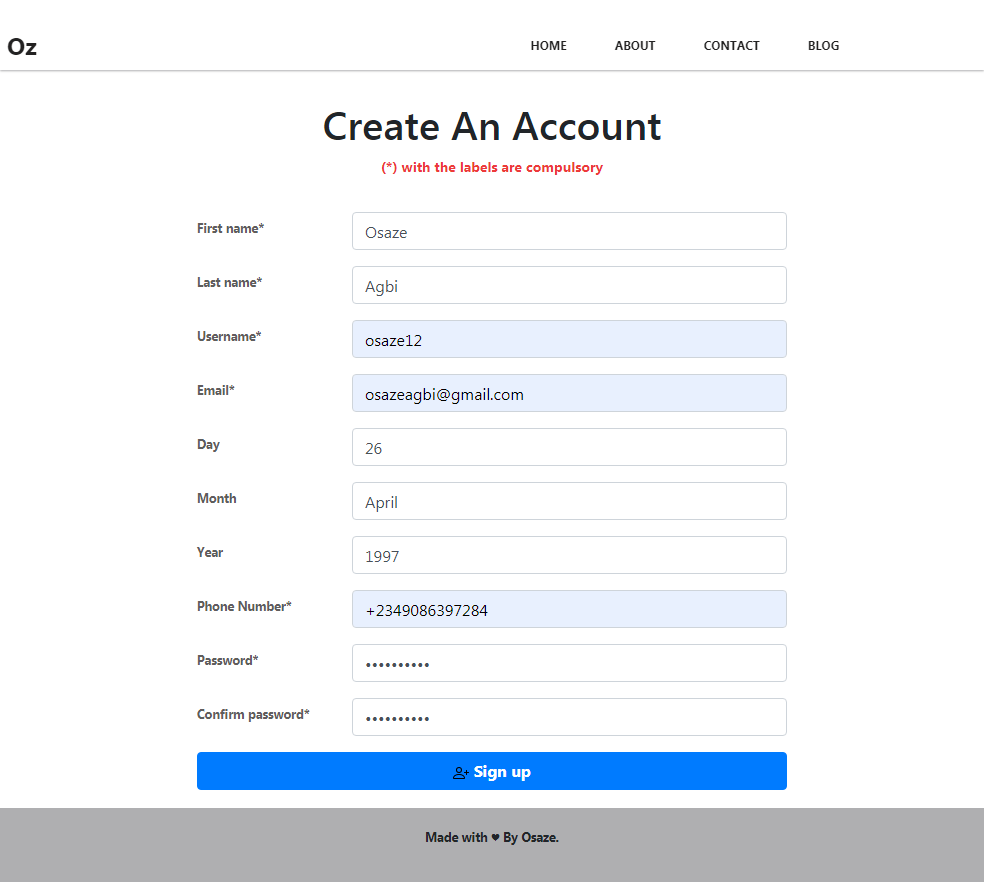 Oz
HOME ABOUT CONTACT BLOG
Create An Account
(*) with the labels are compulsory
First name* Osaze
Last name* Agbi
Username* osaze12
Email* osazeagbi@gmail.com
Day 26
Month April
Year 1997
Phone Number* +2349086397284
Password* ••••••••••
Confirm password* ••••••••••
Sign up
Made with ♥ By Osaze.